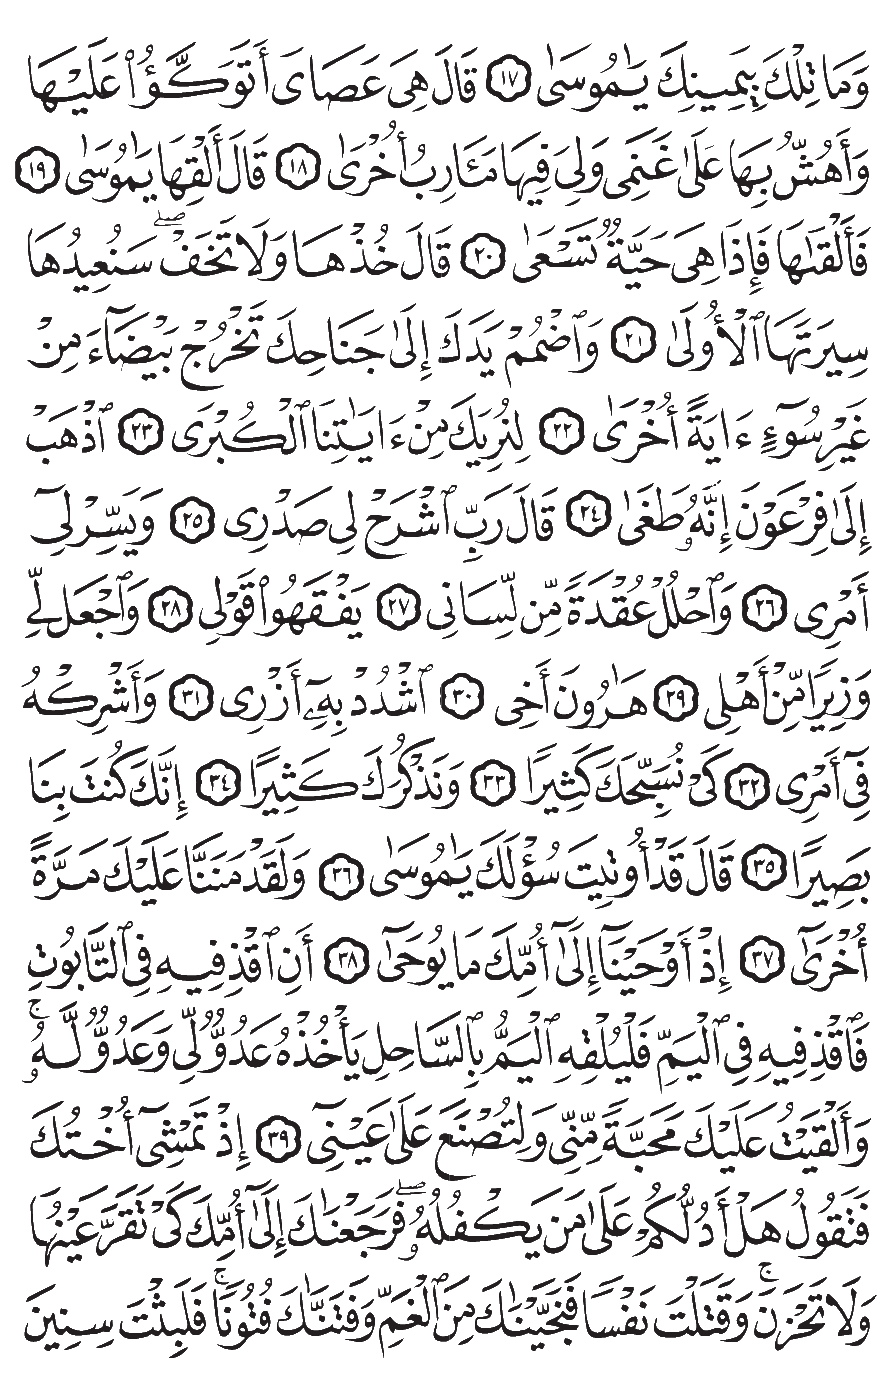 وَمَا تِلْكَ بِيَمِينِكَ يَٰمُوسَىٰ ١٧ قَالَ هِىَ عَصَاىَ أَتَوَكَّؤُا۟ عَلَيْهَا
وَأَهُشُّ بِهَا عَلَىٰ غَنَمِى وَلِىَ فِيهَا مَـَٔارِبُ أُخْرَىٰ ١٨ قَالَ أَلْقِهَا يَٰمُوسَىٰ ١٩
فَأَلْقَىٰهَا فَإِذَا هِىَ حَيَّةٌ تَسْعَىٰ ٢٠ قَالَ خُذْهَا وَلَا تَخَفْ ۖ سَنُعِيدُهَا
سِيرَتَهَا ٱلْأُولَىٰ ٢١ وَٱضْمُمْ يَدَكَ إِلَىٰ جَنَاحِكَ تَخْرُجْ بَيْضَآءَ مِنْ
غَيْرِ سُوٓءٍ ءَايَةً أُخْرَىٰ ٢٢ لِنُرِيَكَ مِنْ ءَايَٰتِنَا ٱلْكُبْرَى ٢٣ ٱذْهَبْ
إِلَىٰ فِرْعَوْنَ إِنَّهُۥ طَغَىٰ ٢٤ قَالَ رَبِّ ٱشْرَحْ لِى صَدْرِى ٢٥ وَيَسِّرْ لِىٓ
أَمْرِى ٢٦ وَٱحْلُلْ عُقْدَةً مِّن لِّسَانِى ٢٧ يَفْقَهُوا۟ قَوْلِى ٢٨ وَٱجْعَل لِّى
وَزِيرًا مِّنْ أَهْلِى ٢٩ هَٰرُونَ أَخِى ٣٠ ٱشْدُدْ بِهِۦٓ أَزْرِى ٣١ وَأَشْرِكْهُ
فِىٓ أَمْرِى ٣٢ كَىْ نُسَبِّحَكَ كَثِيرًا ٣٣ وَنَذْكُرَكَ كَثِيرًا ٣٤ إِنَّكَ كُنتَ بِنَا
بَصِيرًا ٣٥ قَالَ قَدْ أُوتِيتَ سُؤْلَكَ يَٰمُوسَىٰ ٣٦ وَلَقَدْ مَنَنَّا عَلَيْكَ مَرَّةً
أُخْرَىٰٓ ٣٧ إِذْ أَوْحَيْنَآ إِلَىٰٓ أُمِّكَ مَا يُوحَىٰٓ ٣٨ أَنِ ٱقْذِفِيهِ فِى ٱلتَّابُوتِ
فَٱقْذِفِيهِ فِى ٱلْيَمِّ فَلْيُلْقِهِ ٱلْيَمُّ بِٱلسَّاحِلِ يَأْخُذْهُ عَدُوٌّ لِّى وَعَدُوٌّ لَّهُۥ ۚ
وَأَلْقَيْتُ عَلَيْكَ مَحَبَّةً مِّنِّى وَلِتُصْنَعَ عَلَىٰ عَيْنِىٓ ٣٩ إِذْ تَمْشِىٓ أُخْتُكَ
فَتَقُولُ هَلْ أَدُلُّكُمْ عَلَىٰ مَن يَكْفُلُهُۥ ۖ فَرَجَعْنَٰكَ إِلَىٰٓ أُمِّكَ كَىْ تَقَرَّ عَيْنُهَا
وَلَا تَحْزَنَ ۚ وَقَتَلْتَ نَفْسًا فَنَجَّيْنَٰكَ مِنَ ٱلْغَمِّ وَفَتَنَّٰكَ فُتُونًا ۚ فَلَبِثْتَ سِنِينَ